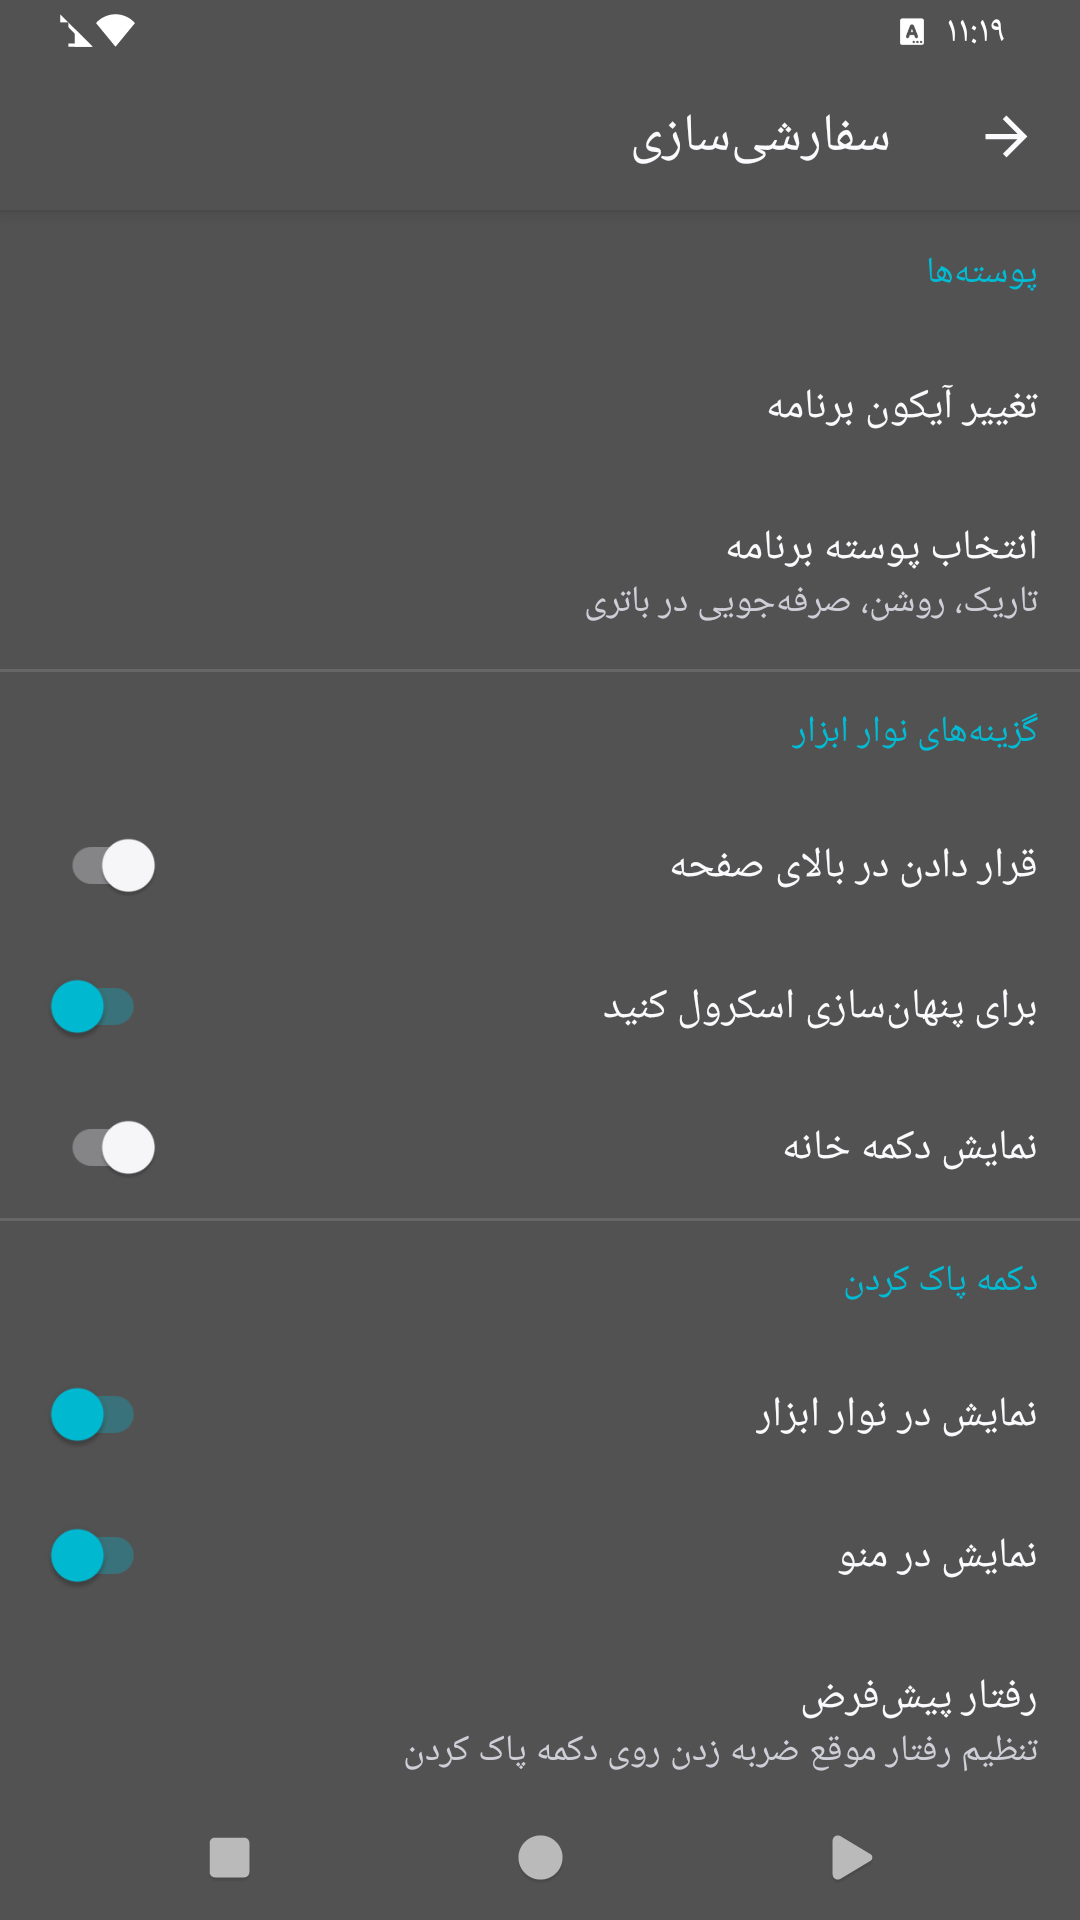 ۱۱:۱۹
سفارشی‌سازی
پوسته‌ها
تغییر آیکون برنامه
انتخاب پوسته برنامه
تاریک، روشن، صرفه‌جویی در باتری
گزینه‌های نوار ابزار
قرار دادن در بالای صفحه
برای پنهان‌سازی اسکرول کنید
نمایش دکمه خانه
دکمه پاک کردن
نمایش در نوار ابزار
نمایش در منو
رفتار پیش‌فرض
تنظیم رفتار موقع ضربه زدن روی دکمه پاک کردن